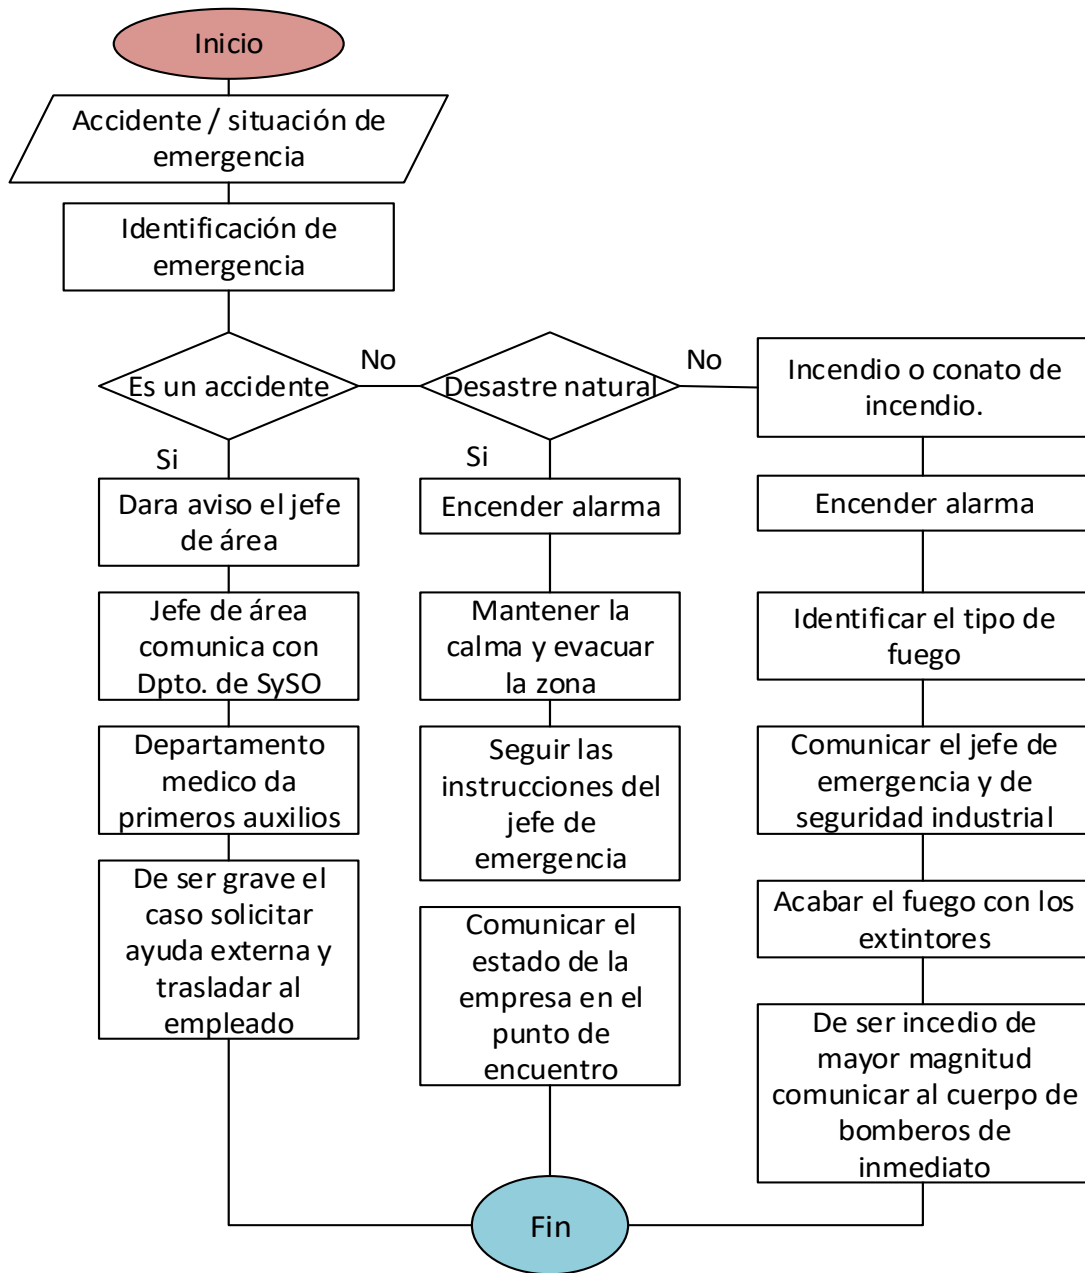 Inicio
Accidente / situación de
emergencia
Identificación de
emergencia
Es un accidente
No
Desastre natural
No
Incendio o conato de
incendio.
Si
Dara aviso el jefe
de área
Jefe de área
comunica con
Dpto. de SySO
Departamento
medico da
primeros auxilios
De ser grave el
caso solicitar
ayuda externa y
trasladar al
empleado
Si
Encender alarma
Mantener la
calma y evacuar
la zona
Seguir las
instrucciones del
jefe de
emergencia
Comunicar el
estado de la
empresa en el
punto de
encuentro
Encender alarma
Identificar el tipo de
fuego
Comunicar el jefe de
emergencia y de
seguridad industrial
Acabar el fuego con los
extintores
De ser incedio de
mayor magnitud
comunicar al cuerpo de
bomberos de
inmediato
Fin